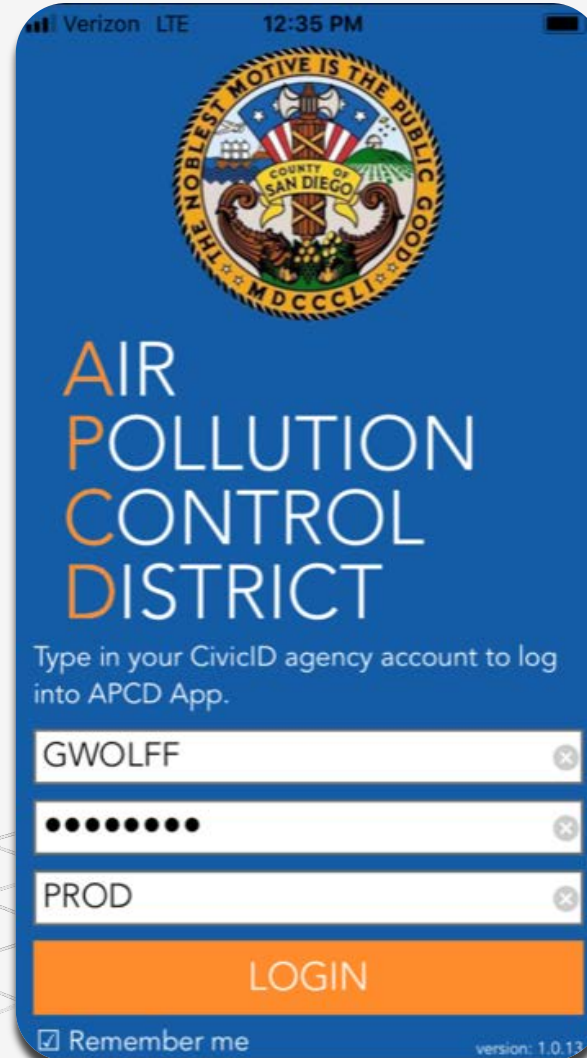 Verizon LTE 12:35 PM
THE NOBLEST MOTIVE IS THE PUBLIC GOOD
COUNTY OF
SAN DIEGO
MDCCCLII
AIR
POLLUTION
CONTROL
DISTRICT
Type in your CivicID agency account to log
into APCD App.
GWOLFF
●●●●●●●●
PROD
LOGIN
Remember me
version: 1.0.13